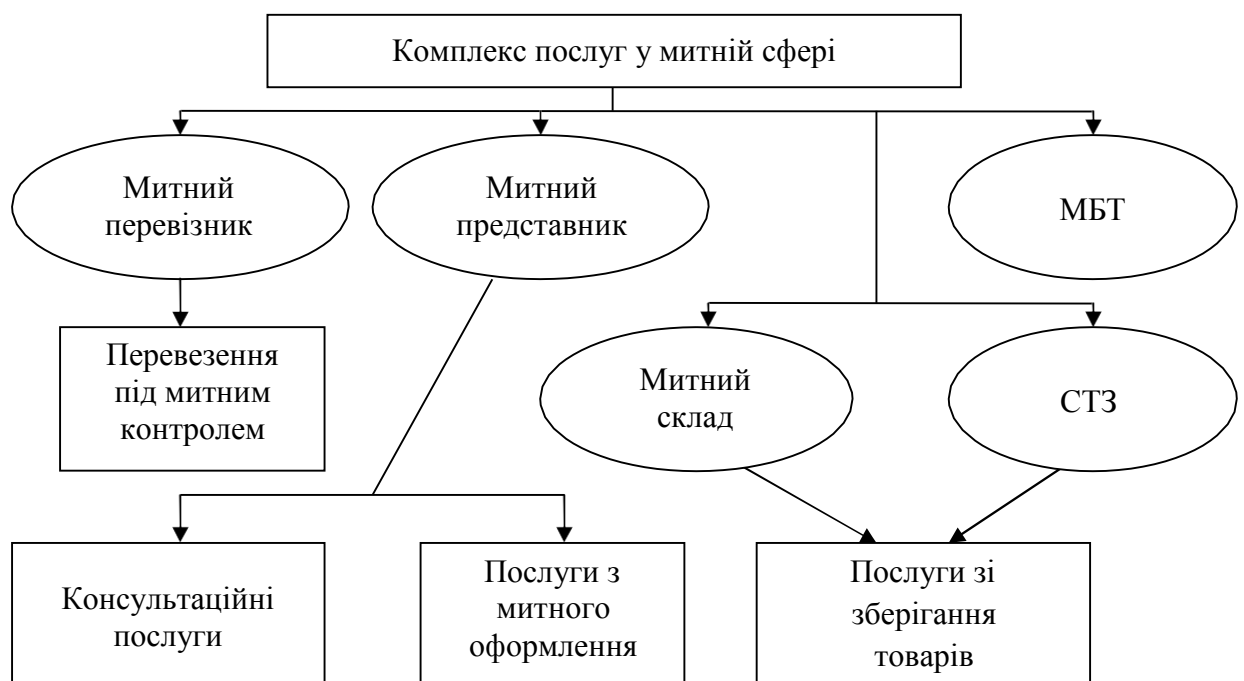 Комплекс послуг у митній сфері
Митний
перевізник
Митний
представник
МБТ
Перевезення
під митним
контролем
Митний
склад
СТЗ
Консультаційні
послуги
Послуги з
митного
оформлення
Послуги зі
зберігання
товарів